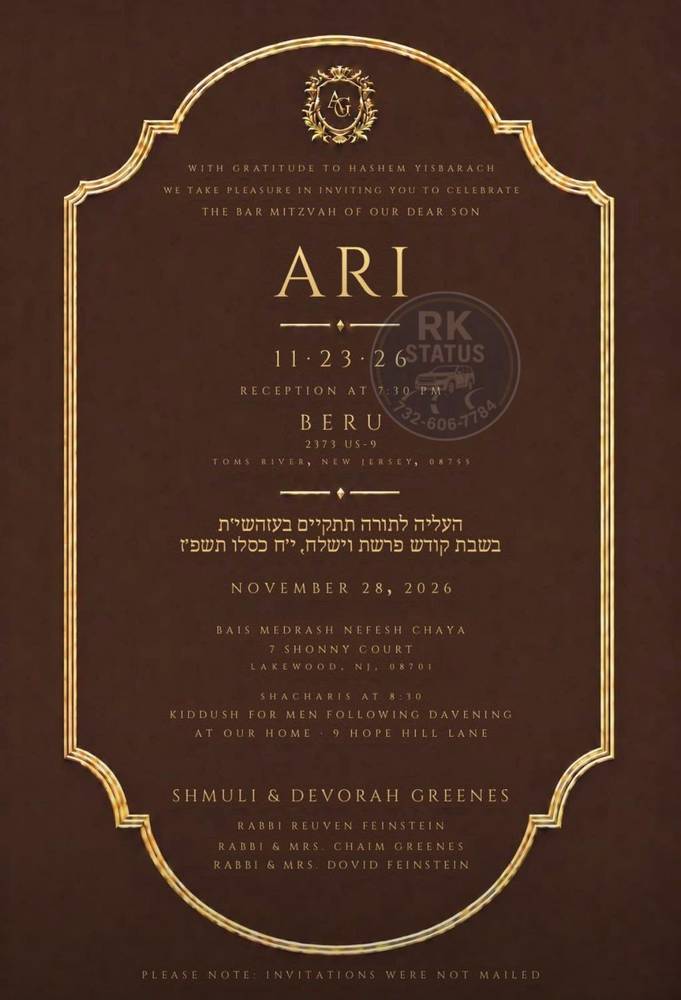 AG
WITH GRATITUDE TO HASHEM YISBARACH
WE TAKE PLEASURE IN INVITING YOU TO CELEBRATE
THE BAR MITZVAH OF OUR DEAR SON
ARI
11·23·26
RECEPTION AT 7:30 PM
BERU
2373 US-9
TOMS RIVER, NEW JERSEY, 08755
RK
STATUS
732-606-7784
העליה לתורה תתקיים בעזהשי״ת
בשבת קודש פרשת וישלח, י״ח כסלו תשפ״ז
NOVEMBER 28, 2026
BAIS MEDRASH NEFESH CHAYA
7 SHONNY COURT
LAKEWOOD, NJ, 08701
SHACHARIS AT 8:30
KIDDUSH FOR MEN FOLLOWING DAVENING
AT OUR HOME · 9 HOPE HILL LANE
SHMULI & DEVORAH GREENES
RABBI REUVEN FEINSTEIN
RABBI & MRS. CHAIM GREENES
RABBI & MRS. DOVID FEINSTEIN
PLEASE NOTE: INVITATIONS WERE NOT MAILED